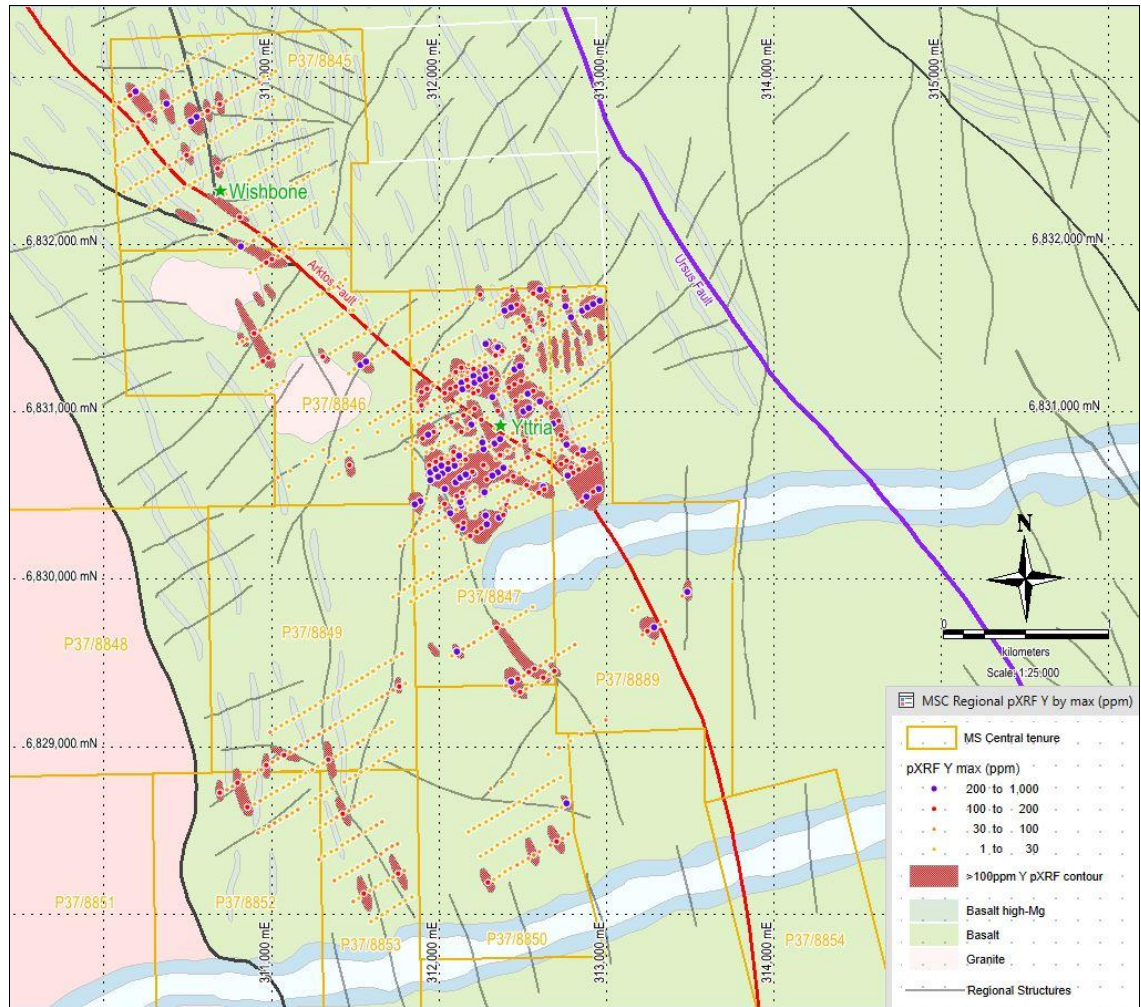 P37/8845
311,000 mE
312,000 mE
313,000 mE
314,000 mE
315,000 mE
Wishbone
6,832,000 mN
6,832,000 mN
Arktos Fault
Ursus Fault
6,831,000 mN
6,831,000 mN
P37/8846
Yttria
N
6,830,000 mN
P37/8847
P37/8848
P37/8849
0 1
kilometers
Scale: 1:25:000
P37/8889
6,829,000 mN
MSC Regional pXRF Y by max (ppm)
MS Central tenure
pXRF Y max (ppm)
200 to 1,000
100 to 200
30 to 100
1 to 30
>100ppm Y pXRF contour
Basalt high-Mg
Basalt
Granite
Regional Structures
P37/8851
P37/8852
P37/8853
P37/8850
P37/8854
311,000 mE
312,000 mE
313,000 mE
314,000 mE